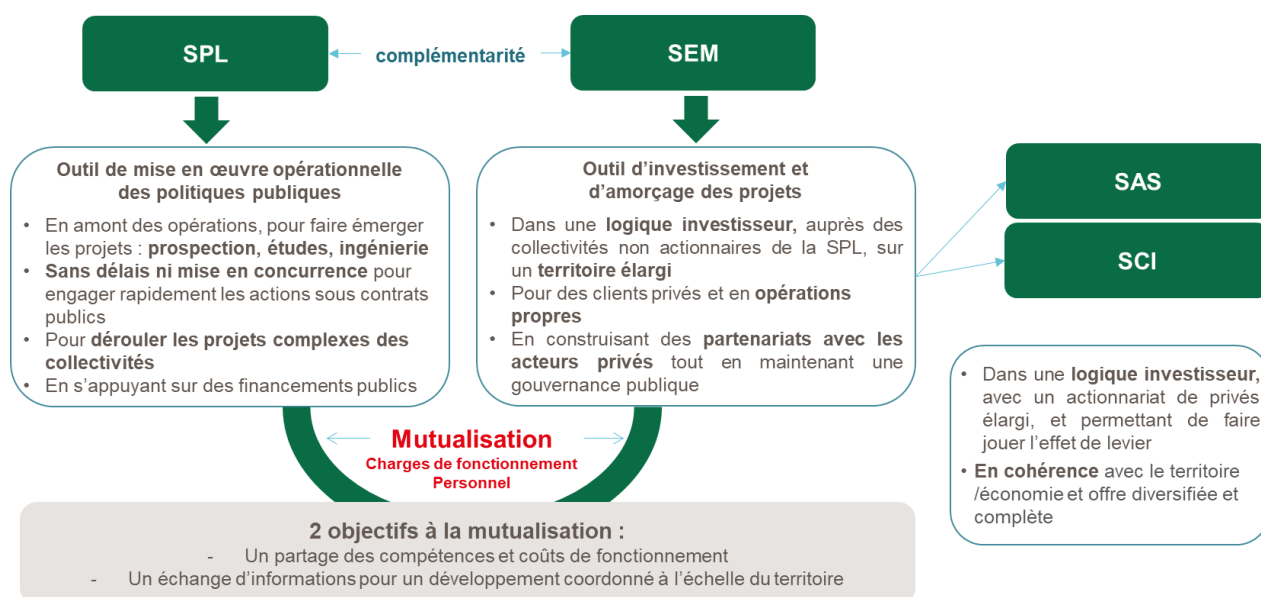 SPL
complémentarité
SEM
Outil de mise en œuvre opérationnelle
des politiques publiques
• En amont des opérations, pour faire émerger
les projets : prospection, études, ingénierie
• Sans délais ni mise en concurrence pour
engager rapidement les actions sous contrats
publics
• Pour dérouler les projets complexes des
collectivités
• En s’appuyant sur des financements publics
Outil d’investissement et
d’amorçage des projets
• Dans une logique investisseur, auprès des
collectivités non actionnaires de la SPL, sur
un territoire élargi
• Pour des clients privés et en opérations
propres
• En construisant des partenariats avec les
acteurs privés tout en maintenant une
gouvernance publique
SAS
SCI
• Dans une logique investisseur,
avec un actionnariat de privés
élargi, et permettant de faire
jouer l’effet de levier
• En cohérence avec le territoire
/économie et offre diversifiée et
complète
Mutualisation
Charges de fonctionnement
Personnel
2 objectifs à la mutualisation :
- Un partage des compétences et coûts de fonctionnement
- Un échange d’informations pour un développement coordonné à l’échelle du territoire